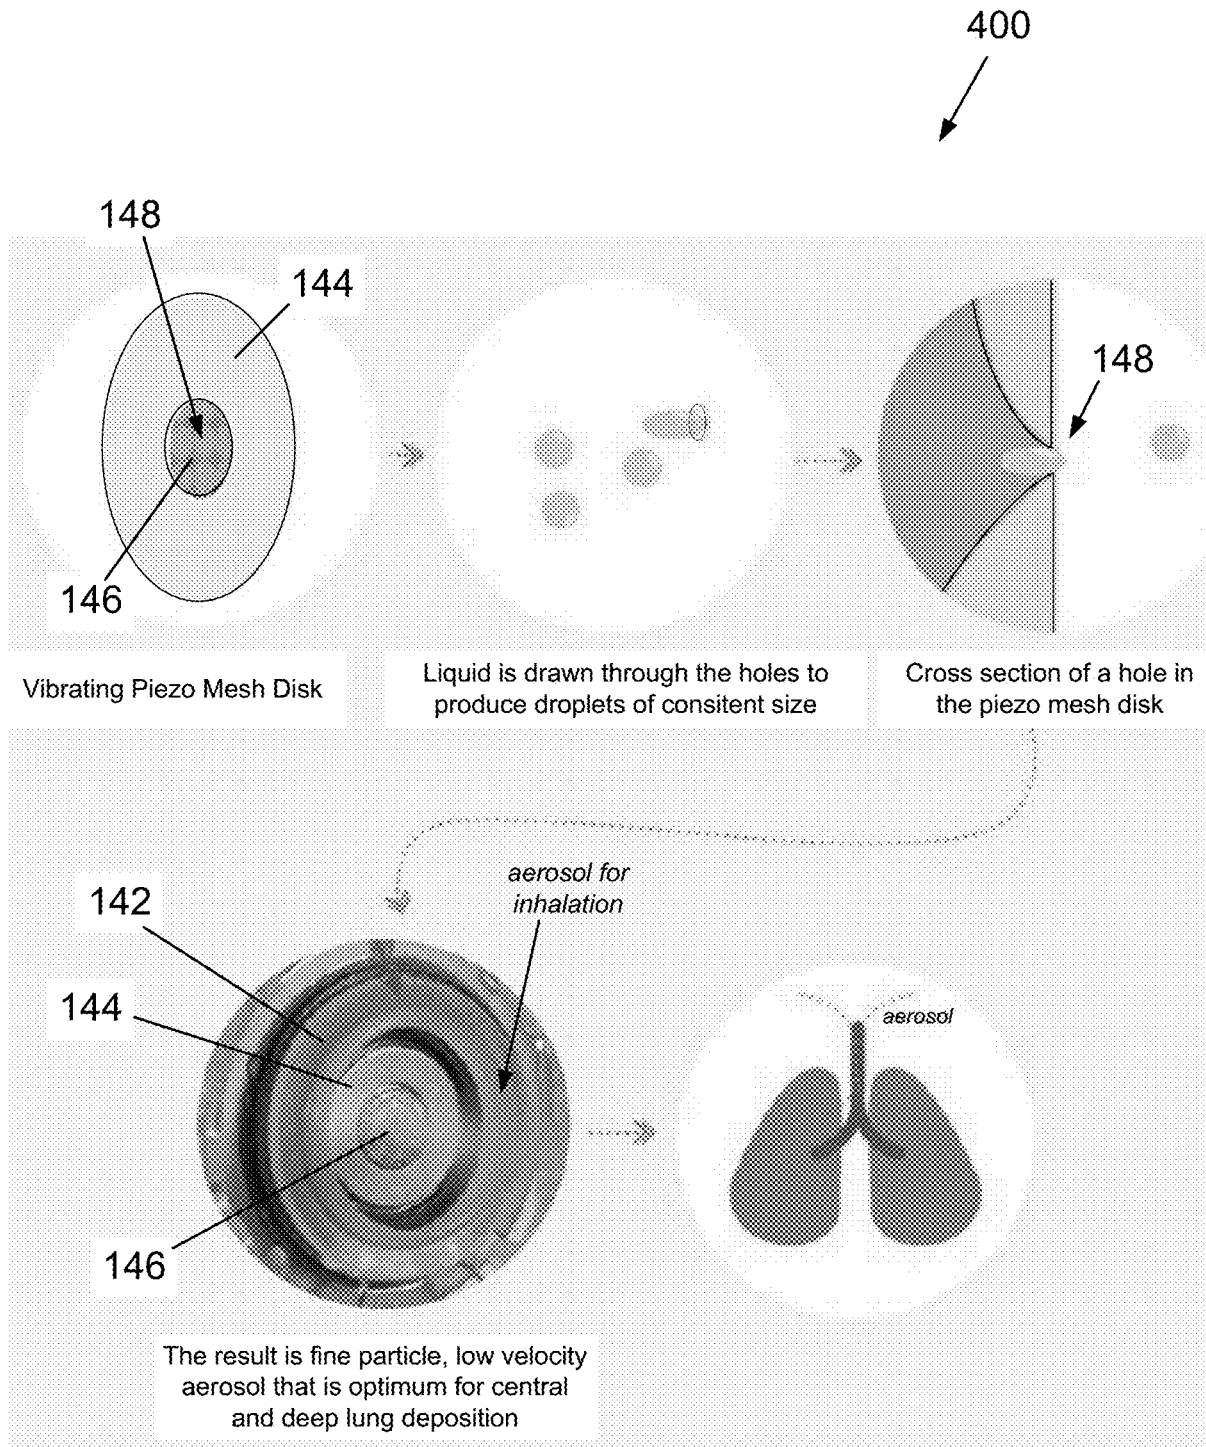 400
148
144
148
146
Vibrating Piezo Mesh Disk
Liquid is drawn through the holes to
produce droplets of consitent size
Cross section of a hole in
the piezo mesh disk
aerosol for
inhalation
142
144
aerosol
146
The result is fine particle, low velocity
aerosol that is optimum for central
and deep lung deposition